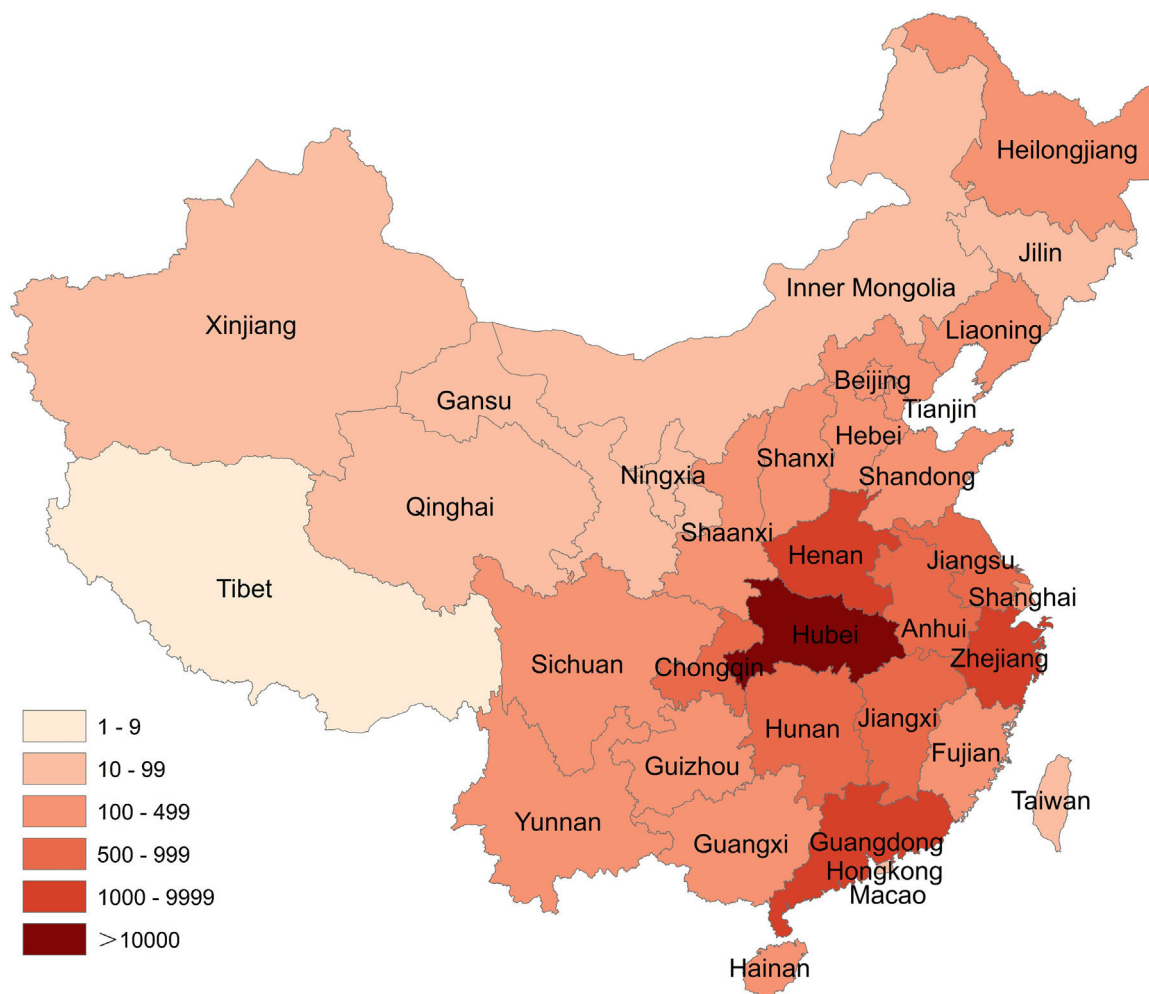 Heilongjiang
Jilin
Inner Mongolia
Xinjiang
Liaoning
Beijing
Gansu
Tianjin
Hebei
Shanxi
Shandong
Ningxia
Qinghai
Shaanxi
Henan
Jiangsu
Tibet
Shanghai
Anhui
Hubei
Zhejiang
Sichuan
Chongqin
Jiangxi
Hunan
Fujian
Guizhou
Taiwan
Yunnan
Guangxi
Guangdong
Hongkong
Macao
Hainan
1 - 9
10 - 99
100 - 499
500 - 999
1000 - 9999
>10000